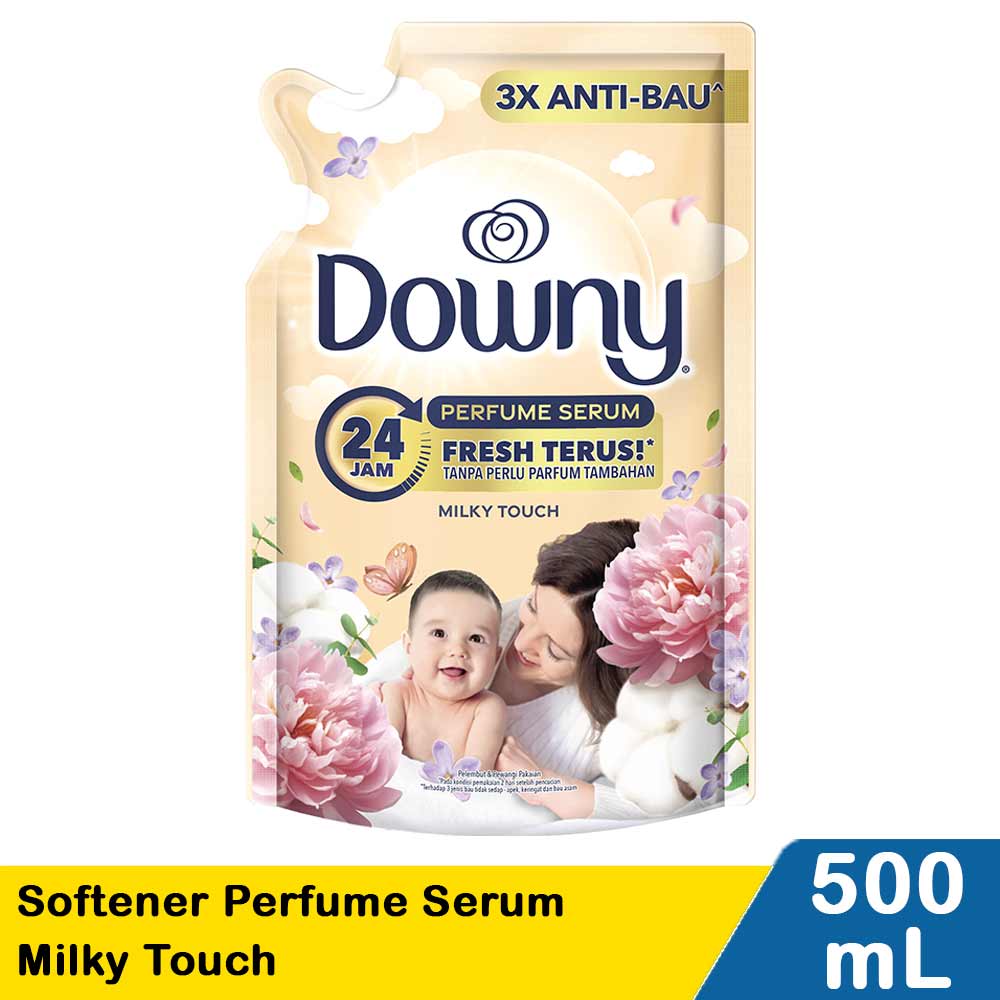 3X ANTI-BAU^
Downy
24
JAM
PERFUME SERUM
FRESH TERUS!*
TANPA PERLU PARFUM TAMBAHAN
MILKY TOUCH
Pelembut & Pewangi Pakaian
*Pada kondisi pemakaian 2 hari setelah pencucian
^Terhadap 3 jenis bau tidak sedap - apek, keringat dan bau asam
Softener Perfume Serum
Milky Touch
500
mL